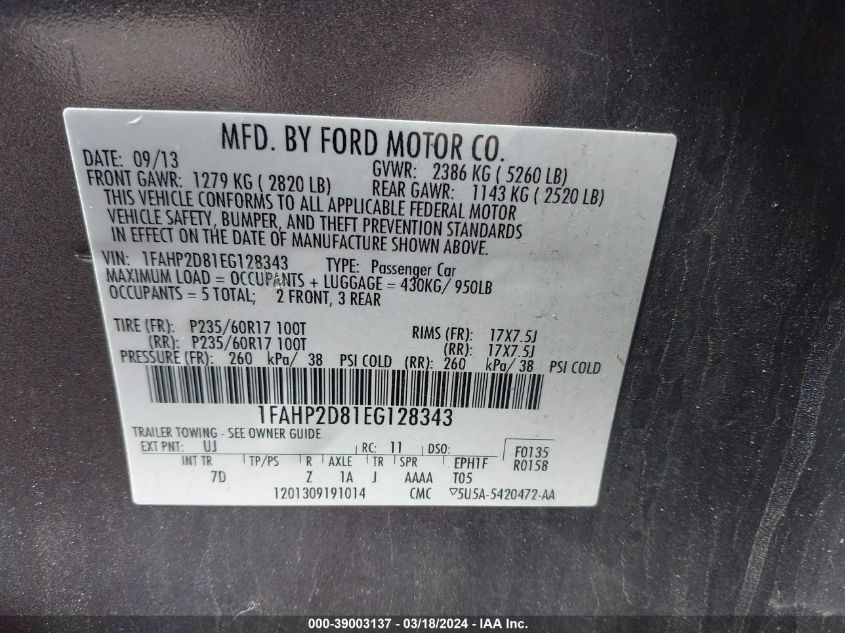 MFD. BY FORD MOTOR CO.
DATE: 09/13 GVWR: 2386 KG ( 5260 LB)
FRONT GAWR: 1279 KG ( 2820 LB) REAR GAWR: 1143 KG ( 2520 LB)
THIS VEHICLE CONFORMS TO ALL APPLICABLE FEDERAL MOTOR
VEHICLE SAFETY, BUMPER, AND THEFT PREVENTION STANDARDS
IN EFFECT ON THE DATE OF MANUFACTURE SHOWN ABOVE.
VIN: 1FAHP2D81EG128343 TYPE: Passenger Car
MAXIMUM LOAD = OCCUPANTS + LUGGAGE = 430KG/ 950LB
OCCUPANTS = 5 TOTAL; 2 FRONT, 3 REAR
TIRE (FR): P235/60R17 100T RIMS (FR): 17X7.5J
(RR): P235/60R17 100T (RR): 17X7.5J
PRESSURE (FR): 260 kPa/ 38 PSI COLD (RR): 260 kPa/ 38 PSI COLD
1FAHP2D81EG128343
TRAILER TOWING - SEE OWNER GUIDE
EXT PNT: UJ RC: 11 DSO: F0135
R0158
INT TR TP/PS R AXLE TR SPR EPH1F
7D Z 1A J AAAA T05
1201309191014 CMC ▽5U5A-5420472-AA
000-39003137 - 03/18/2024 - IAA Inc.